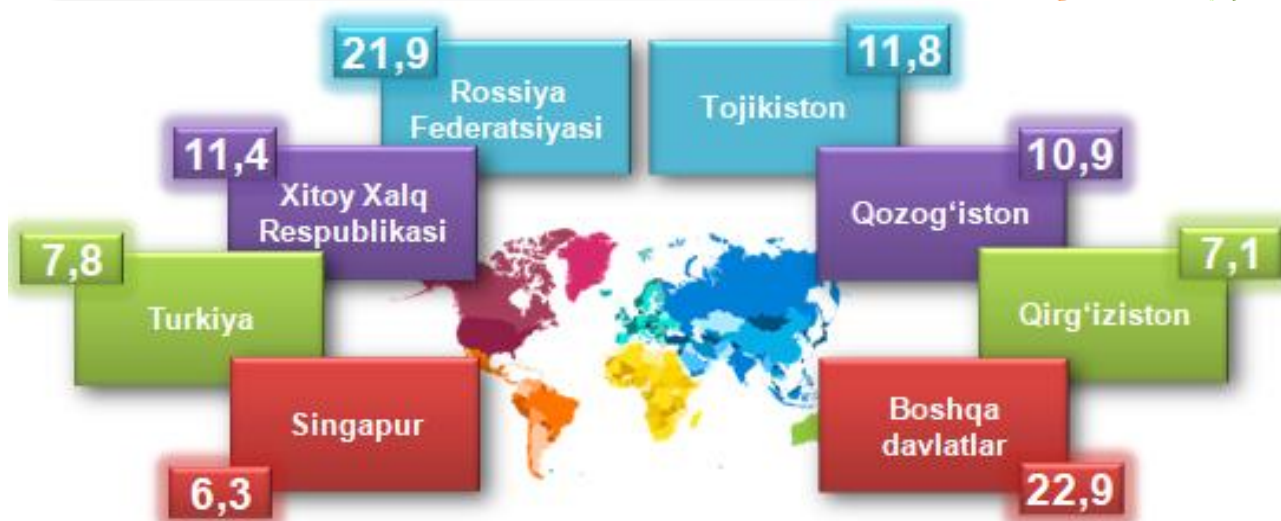 21,9
Rossiya
Federatsiyasi
11,8
Tojikiston
11,4
Xitoy Xalq
Respublikasi
10,9
Qozog‘iston
7,8
Turkiya
7,1
Qirg‘iziston
Singapur
6,3
Boshqa
davlatlar
22,9